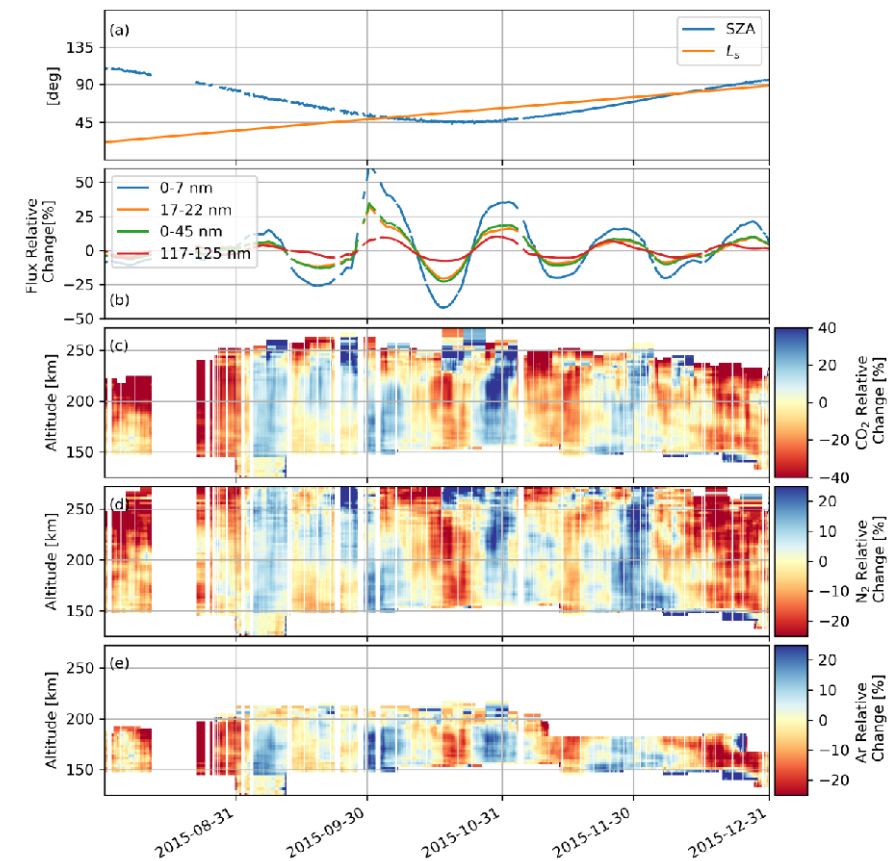 (a)
SZA
Ls
135
90
45
[deg]
50
25
0
−25
−50
Flux Relative
Change[%]
0-7 nm
17-22 nm
0-45 nm
117-125 nm
(b)
(c)
250
200
150
Altitude [km]
40
20
0
−20
−40
CO2 Relative
Change [%]
(d)
250
200
150
Altitude [km]
20
10
0
−10
−20
N2 Relative
Change [%]
(e)
250
200
150
Altitude [km]
20
10
0
−10
−20
Ar Relative
Change [%]
2015-08-31
2015-09-30
2015-10-31
2015-11-30
2015-12-31